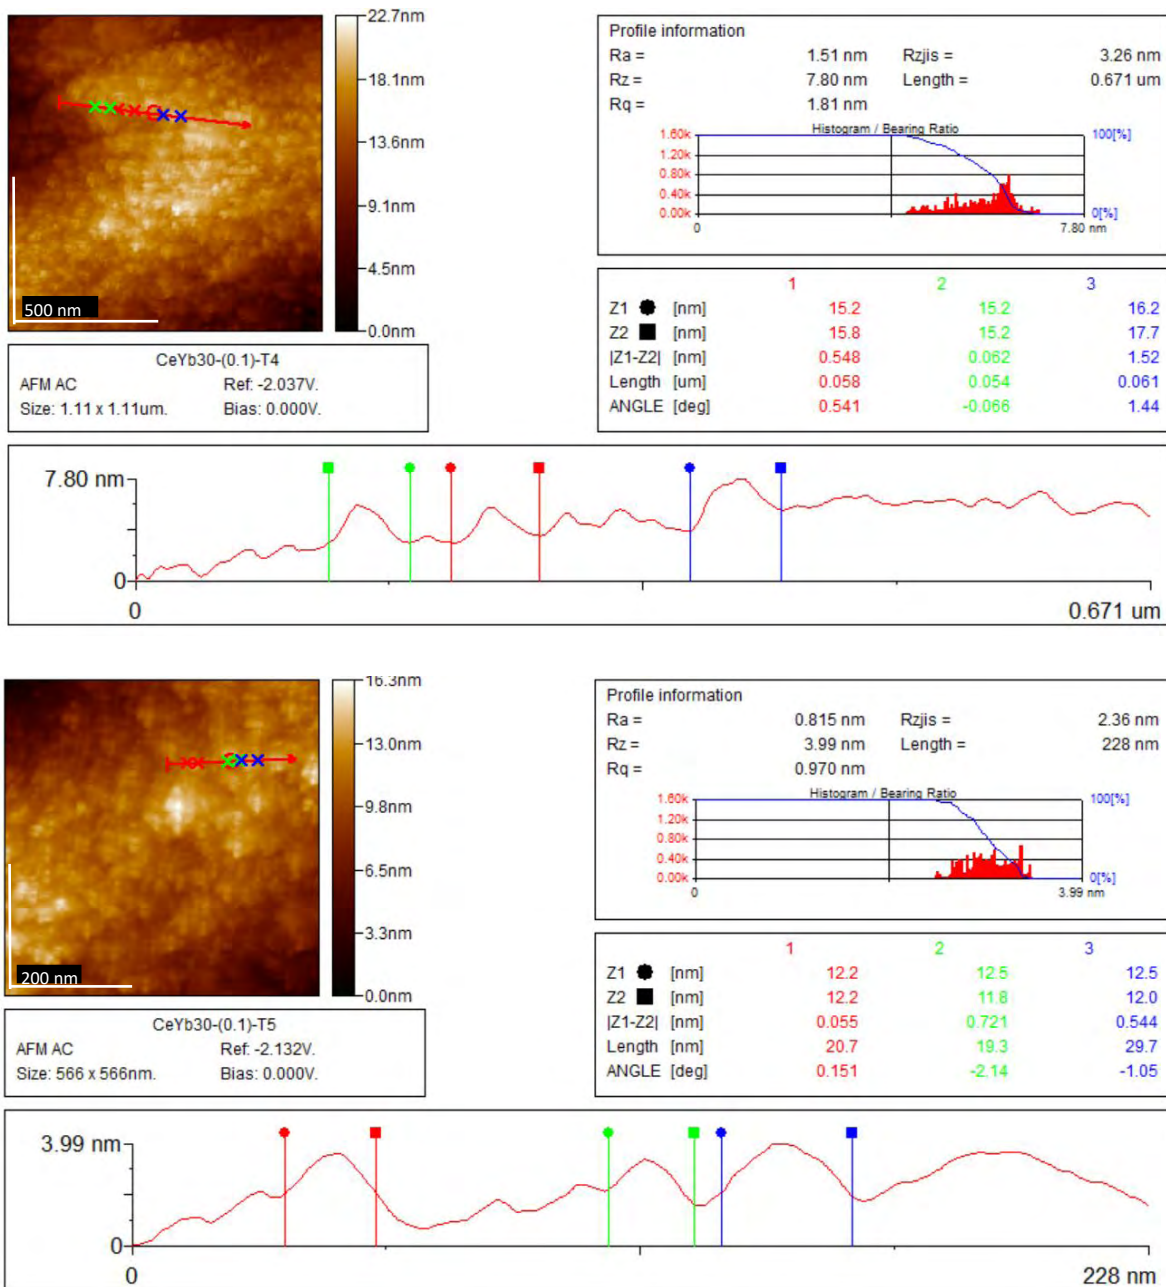 22.7nm
18.1nm
13.6nm
9.1nm
4.5nm
0.0nm
500 nm
CeYb30-(0.1)-T4
AFM AC Ref: -2.037V.
Size: 1.11 x 1.11um. Bias: 0.000V.
Profile information
Ra = 1.51 nm Rzjis = 3.26 nm
Rz = 7.80 nm Length = 0.671 um
Rq = 1.81 nm
Histogram / Bearing Ratio
1.60k 100[%]
1.20k
0.80k
0.40k
0.00k 0[%]
0 7.80 nm
1 2 3
Z1 [nm] 15.2 15.2 16.2
Z2 [nm] 15.8 15.2 17.7
|Z1-Z2| [nm] 0.548 0.062 1.52
Length [um] 0.058 0.054 0.061
ANGLE [deg] 0.541 -0.066 1.44
7.80 nm
0
0 0.671 um
16.3nm
13.0nm
9.8nm
6.5nm
3.3nm
0.0nm
200 nm
CeYb30-(0.1)-T5
AFM AC Ref: -2.132V.
Size: 566 x 566nm. Bias: 0.000V.
Profile information
Ra = 0.815 nm Rzjis = 2.36 nm
Rz = 3.99 nm Length = 228 nm
Rq = 0.970 nm
Histogram / Bearing Ratio
1.60k 100[%]
1.20k
0.80k
0.40k
0.00k 0[%]
0 3.99 nm
1 2 3
Z1 [nm] 12.2 12.5 12.5
Z2 [nm] 12.2 11.8 12.0
|Z1-Z2| [nm] 0.055 0.721 0.544
Length [nm] 20.7 19.3 29.7
ANGLE [deg] 0.151 -2.14 -1.05
3.99 nm
0
0 228 nm